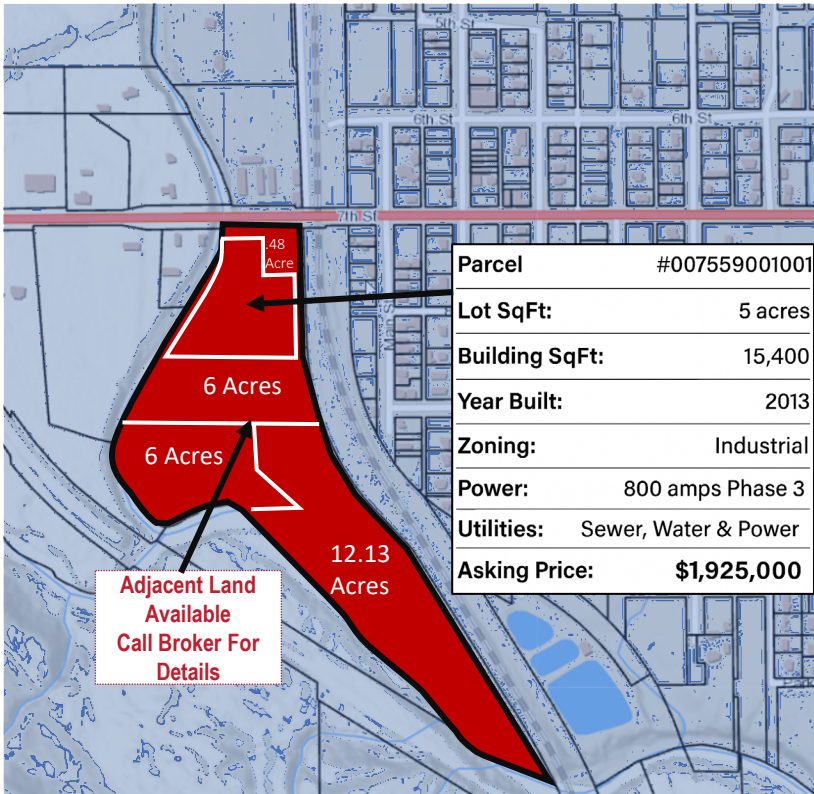 5th St
6th St
6th St
7th St
.48
Acre
Main St
Parcel #007559001001
Lot SqFt: 5 acres
Building SqFt: 15,400
Year Built: 2013
Zoning: Industrial
Power: 800 amps Phase 3
Utilities: Sewer, Water & Power
Asking Price: $1,925,000
6 Acres
6 Acres
12.13
Acres
Adjacent Land
Available
Call Broker For
Details